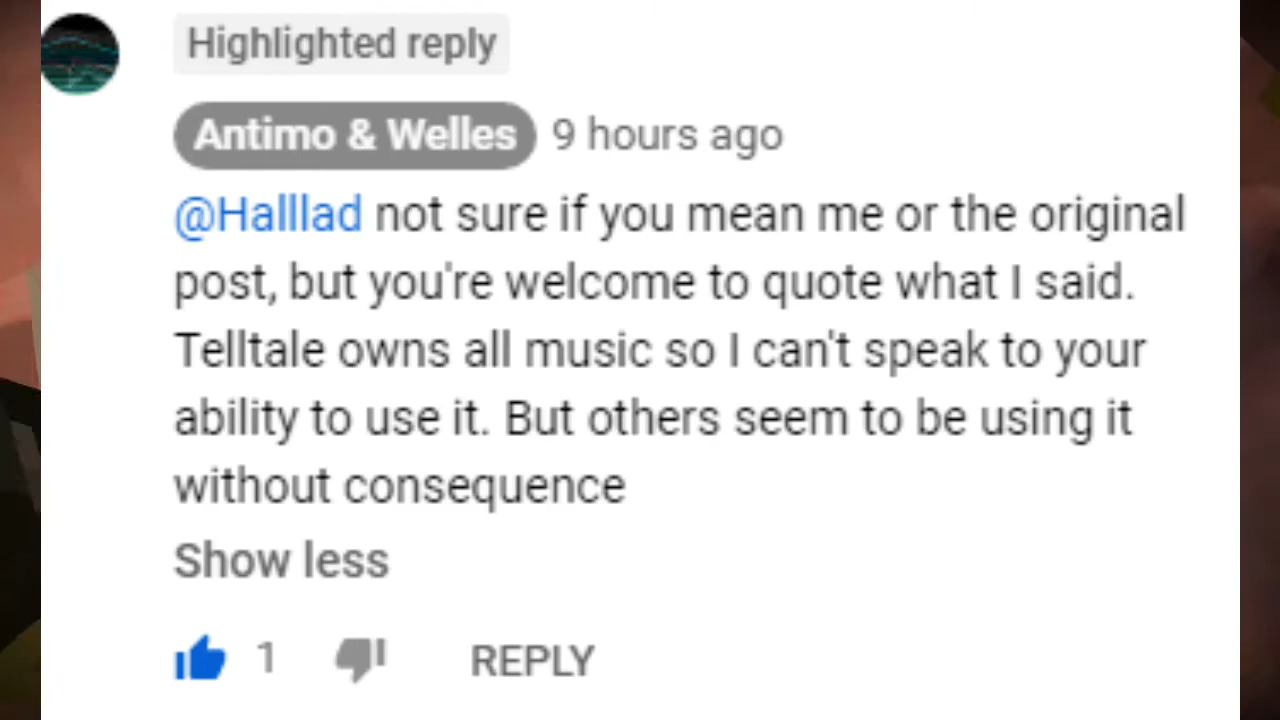 Highlighted reply
Antimo & Welles 9 hours ago
@Halllad not sure if you mean me or the original
post, but you're welcome to quote what I said.
Telltale owns all music so I can't speak to your
ability to use it. But others seem to be using it
without consequence
Show less
1 REPLY